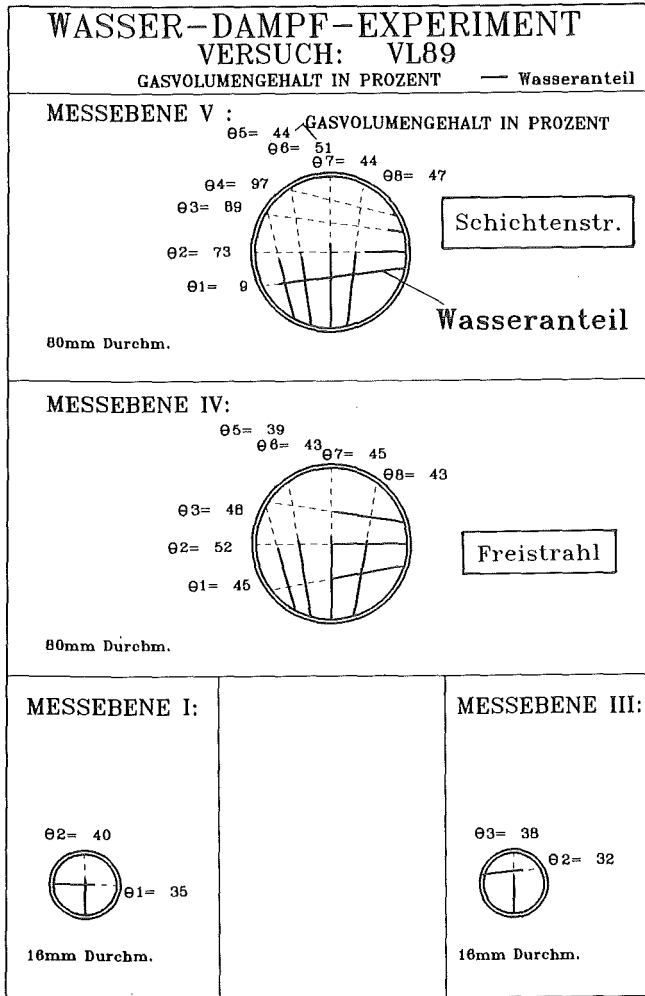 WASSER-DAMPF-EXPERIMENT
VERSUCH: VL89
GASVOLUMENGEHALT IN PROZENT — Wasseranteil
MESSEBENE V :
GASVOLUMENGEHALT IN PROZENT
θ5= 44
θ6= 51
θ7= 44
θ8= 47
θ4= 97
θ3= 89
θ2= 73
θ1= 9
Schichtenstr.
Wasseranteil
80mm Durchm.
MESSEBENE IV:
θ5= 39
θ6= 43
θ7= 45
θ8= 43
θ3= 48
θ2= 52
θ1= 45
Freistrahl
80mm Durchm.
MESSEBENE I:
θ2= 40
θ1= 35
16mm Durchm.
MESSEBENE III:
θ3= 38
θ2= 32
16mm Durchm.